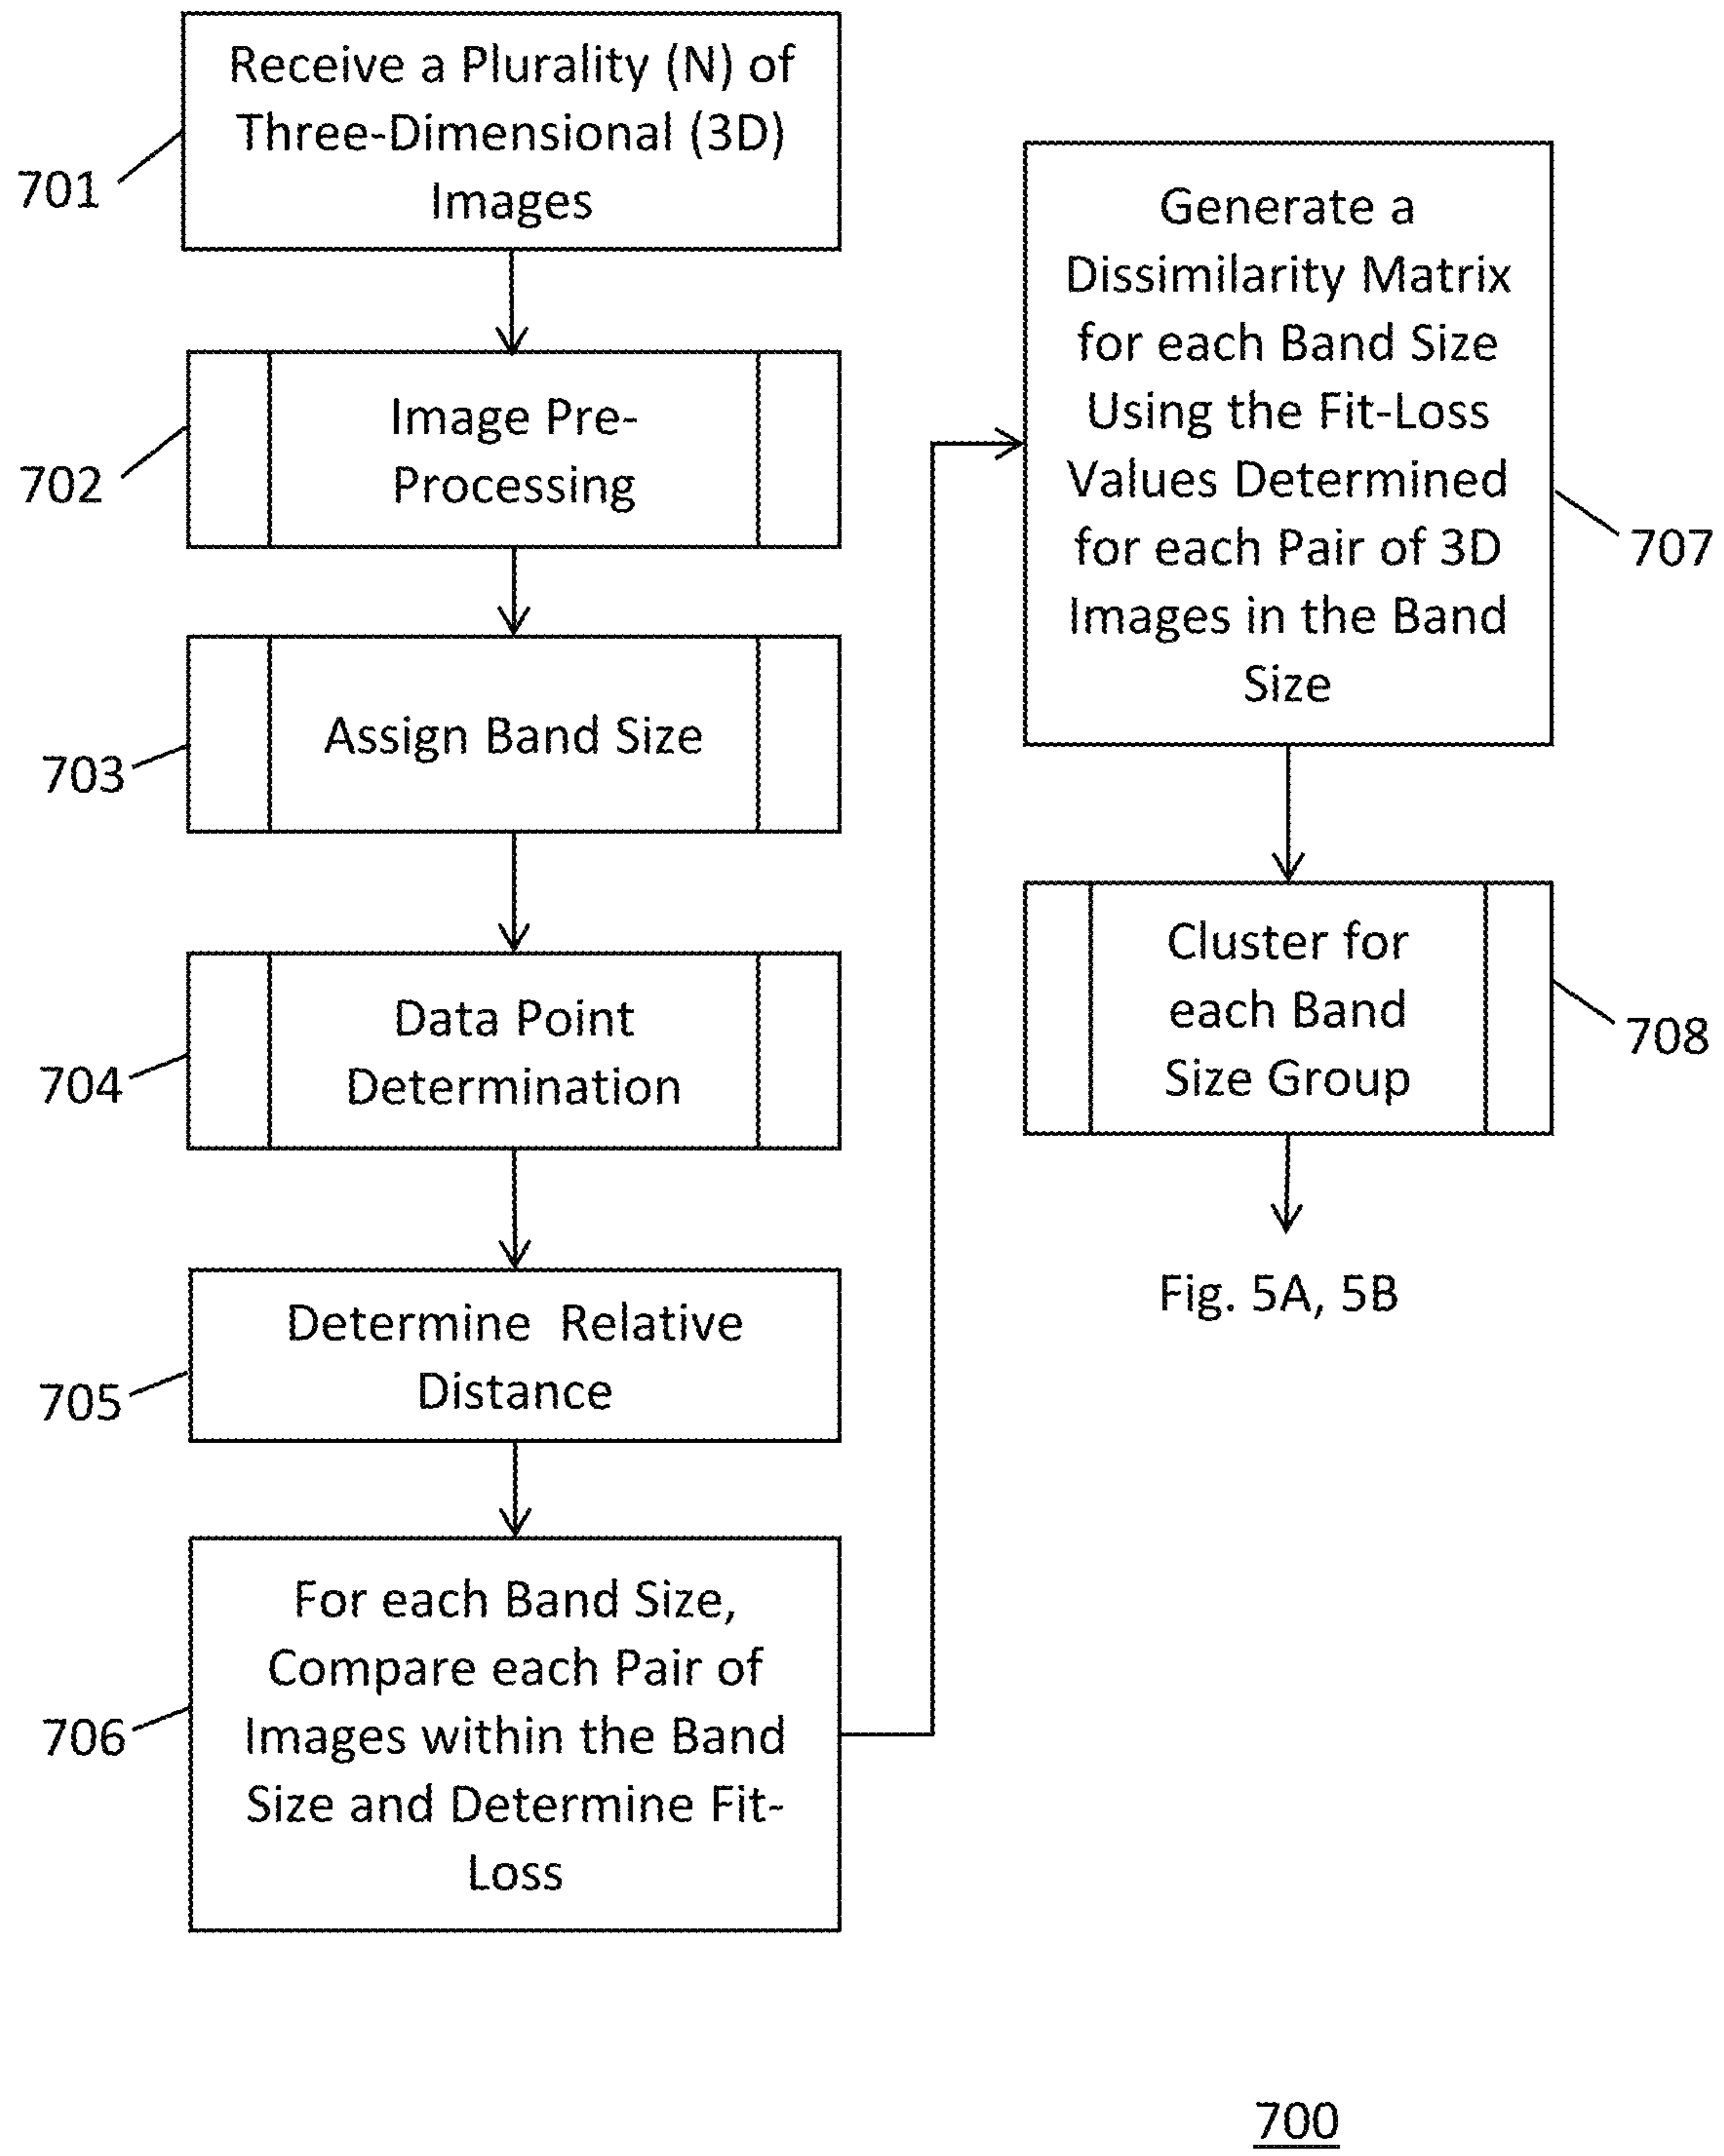 701
Receive a Plurality (N) of
Three-Dimensional (3D)
Images
702
Image Pre-
Processing
703
Assign Band Size
704
Data Point
Determination
705
Determine Relative
Distance
706
For each Band Size,
Compare each Pair of
Images within the Band
Size and Determine Fit-
Loss
Generate a
Dissimilarity Matrix
for each Band Size
Using the Fit-Loss
Values Determined
for each Pair of 3D
Images in the Band
Size
707
Cluster for
each Band
Size Group
708
Fig. 5A, 5B
700